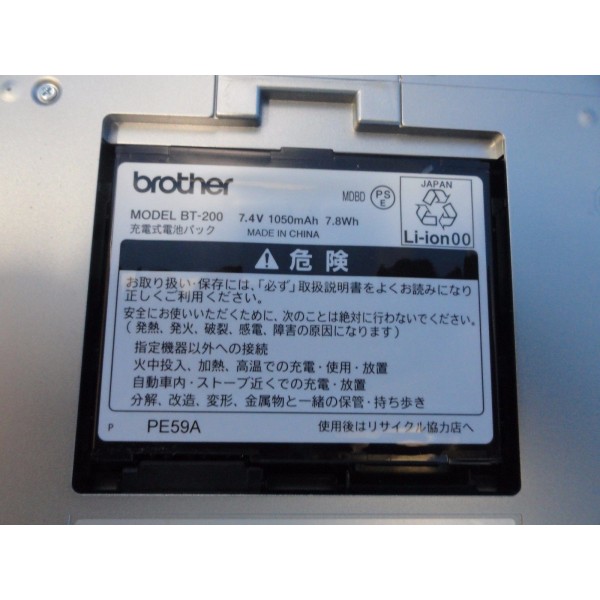 brother
MDBD
PS
E
JAPAN
Li-ion00
MODEL BT-200 7.4V 1050mAh 7.8Wh
充電式電池パック MADE IN CHINA
危険
お取り扱い・保存には、「必ず」取扱説明書をよくお読みになり
正しくご利用ください。
安全にお使いいただくために、次のことは絶対に行わないでください。
(発熱、発火、破裂、感電、障害の原因になります)
指定機器以外への接続
火中投入、加熱、高温での充電・使用・放置
自動車内・ストーブ近くでの充電・放置
分解、改造、変形、金属物と一緒の保管・持ち歩き
P PE59A 使用後はリサイクル協力店へ